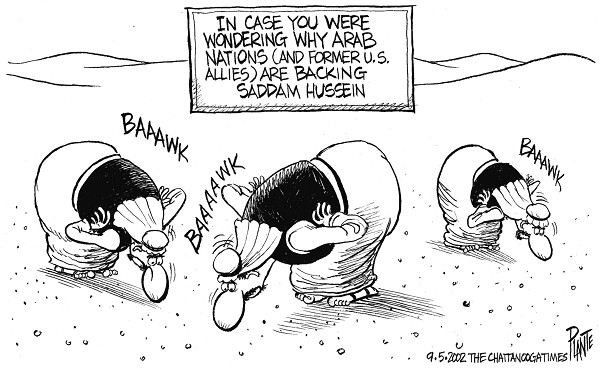 IN CASE YOU WERE
WONDERING WHY ARAB
NATIONS (AND FORMER U.S.
ALLIES) ARE BACKING
SADDAM HUSSEIN
BAAAWK
BAAAAWK
BAAAWK
9.5.2002 THE CHATTANOOGA TIMES
PLANTE